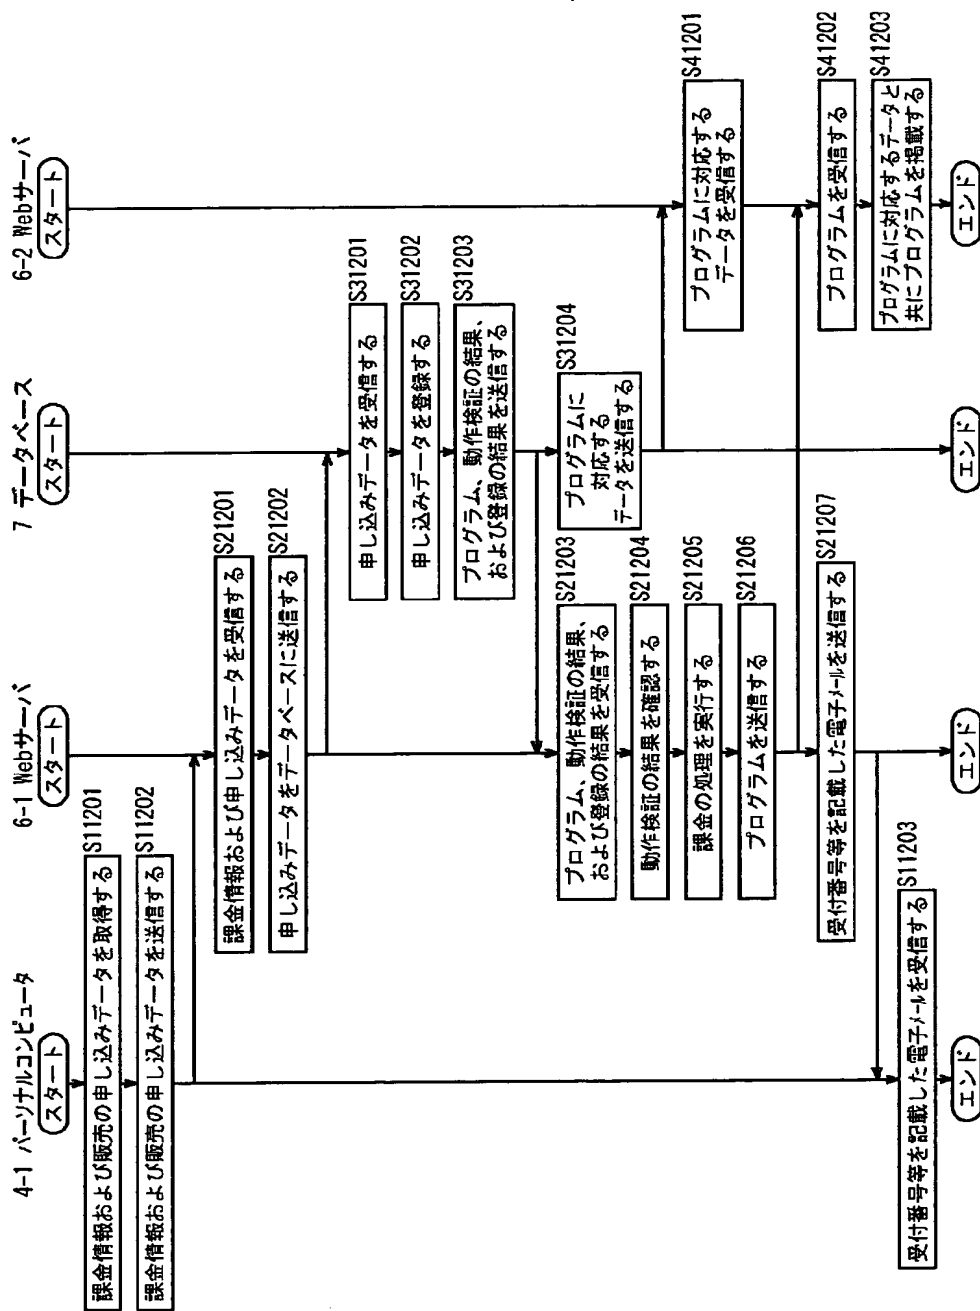 4-1 パーソナルコンピュータ
スタート
S11201
課金情報および販売の申し込みデータを取得する
S11202
課金情報および販売の申し込みデータを送信する
S11203
受付番号等を記載した電子メールを受信する
エンド
6-1 Webサーバ
スタート
S21201
課金情報および申し込みデータを受信する
S21202
申し込みデータをデータベースに送信する
S21203
プログラム、動作検証の結果、
および登録の結果を受信する
S21204
動作検証の結果を確認する
S21205
課金の処理を実行する
S21206
プログラムを送信する
S21207
受付番号等を記載した電子メールを送信する
エンド
7 データベース
スタート
S31201
申し込みデータを受信する
S31202
申し込みデータを登録する
S31203
プログラム、動作検証の結果、
および登録の結果を送信する
S31204
プログラムに
対応する
データを送信する
エンド
6-2 Webサーバ
スタート
S41201
プログラムに対応する
データを受信する
S41202
プログラムを受信する
S41203
プログラムに対応するデータと
共にプログラムを掲載する
エンド